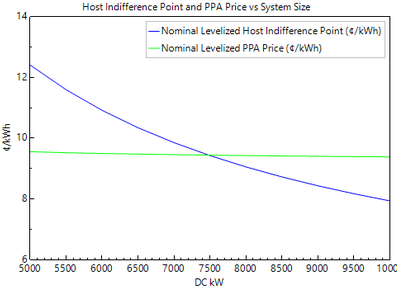 Host Indifference Point and PPA Price vs System Size
14
12
10
8
6
¢/kWh
Nominal Levelized Host Indifference Point (¢/kWh)
Nominal Levelized PPA Price (¢/kWh)
5000 5500 6000 6500 7000 7500 8000 8500 9000 9500 1000
DC kW